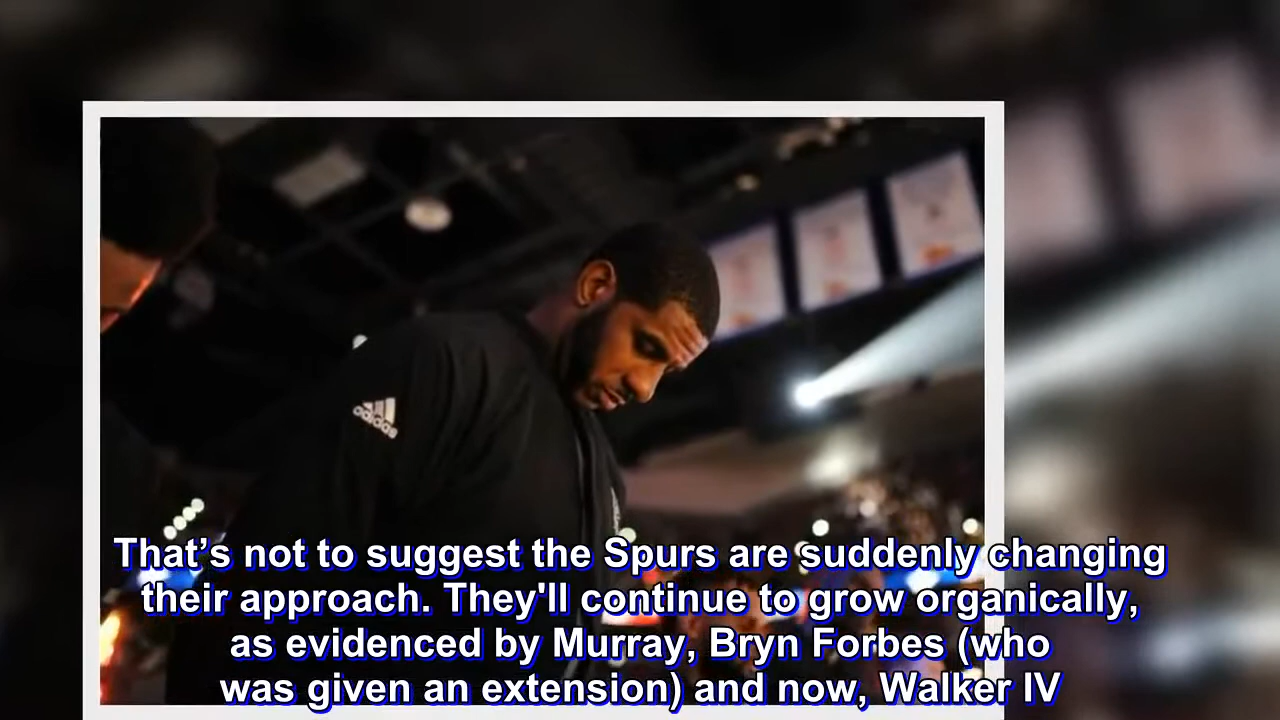 adidas
That’s not to suggest the Spurs are suddenly changing
their approach. They'll continue to grow organically,
as evidenced by Murray, Bryn Forbes (who
was given an extension) and now, Walker IV